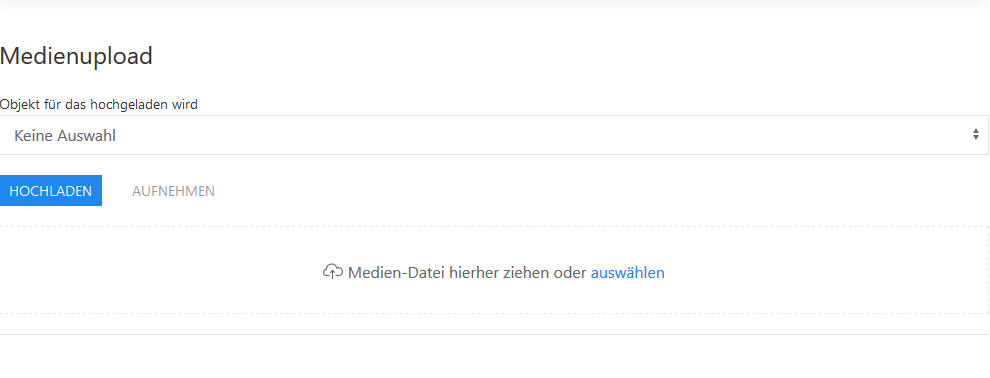 Medienupload
Objekt für das hochgeladen wird
Keine Auswahl
HOCHLADEN AUFNEHMEN
Medien-Datei hierher ziehen oder auswählen